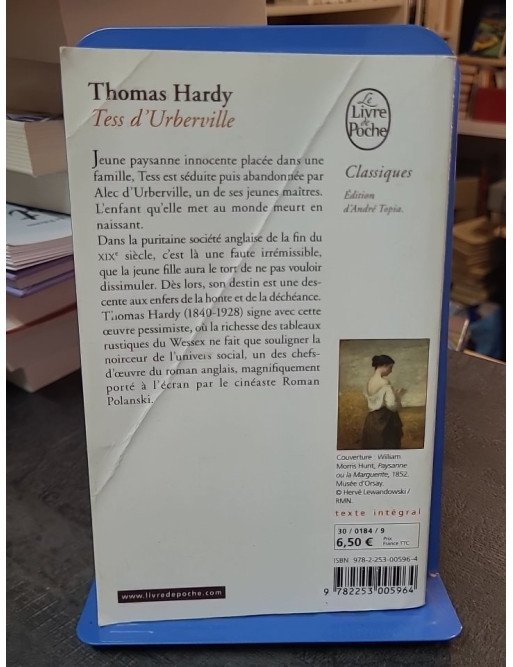 Thomas Hardy
Tess d'Urberville
Jeune paysanne innocente placée dans une
famille, Tess est séduite puis abandonnée par
Alec d'Urberville, un de ses jeunes maîtres.
L'enfant qu'elle met au monde meurt en
naissant.
Dans la puritaine société anglaise de la fin du
XIXe siècle, c'est là une faute irrémissible,
que la jeune fille aura le tort de ne pas vouloir
dissimuler. Dès lors, son destin est une des-
cente aux enfers de la honte et de la déchéance.
Thomas Hardy (1840-1928) signe avec cette
œuvre pessimiste, où la richesse des tableaux
rustiques du Wessex ne fait que souligner la
noirceur de l'univers social, un des chefs-
d'œuvre du roman anglais, magnifiquement
porté à l'écran par le cinéaste Roman
Polanski.
Le
Livre
de
Poche
Classiques
Édition
d'André Topia.
Couverture : William
Morris Hunt, Paysanne
ou la Marguerite, 1852.
Musée d'Orsay.
© Hervé Lewandowski /
RMN.
texte intégral
30 / 0184 / 9
6,50 € Prix
France TTC
ISBN 978-2-253-00596-4
9 782253 005964
www.livredepoche.com